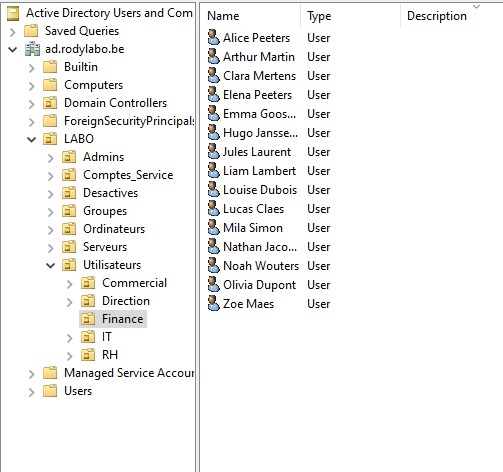 Active Directory Users and Com
Saved Queries
ad.rodylabo.be
Builtin
Computers
Domain Controllers
ForeignSecurityPrincipals
LABO
Admins
Comptes_Service
Desactives
Groupes
Ordinateurs
Serveurs
Utilisateurs
Commercial
Direction
Finance
IT
RH
Managed Service Accour
Users
Name Type Description
Alice Peeters User
Arthur Martin User
Clara Mertens User
Elena Peeters User
Emma Goos... User
Hugo Jansse... User
Jules Laurent User
Liam Lambert User
Louise Dubois User
Lucas Claes User
Mila Simon User
Nathan Jaco... User
Noah Wouters User
Olivia Dupont User
Zoe Maes User